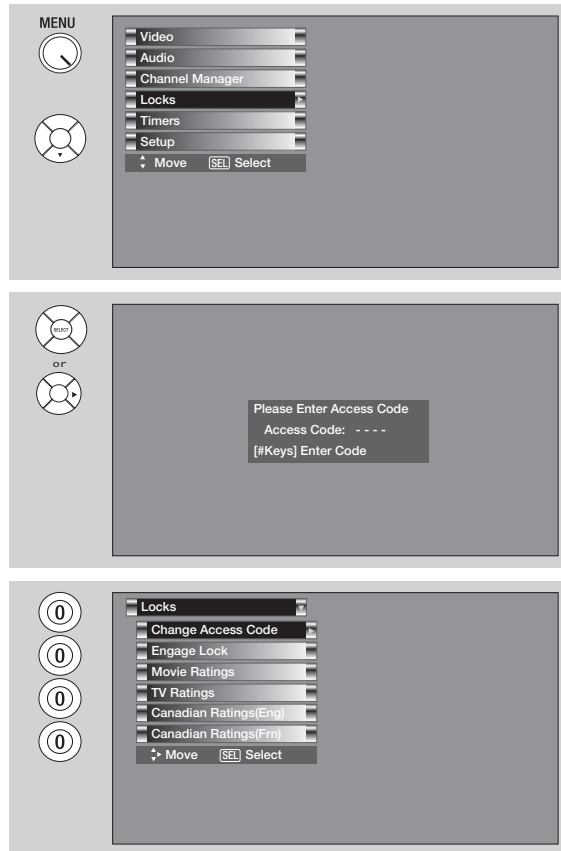 MENU
Video
Audio
Channel Manager
Locks
Timers
Setup
Move SEL Select
SELECT
or
Please Enter Access Code
Access Code: - - - -
[#Keys] Enter Code
0
0
0
0
Locks
Change Access Code
Engage Lock
Movie Ratings
TV Ratings
Canadian Ratings(Eng)
Canadian Ratings(Frn)
Move SEL Select